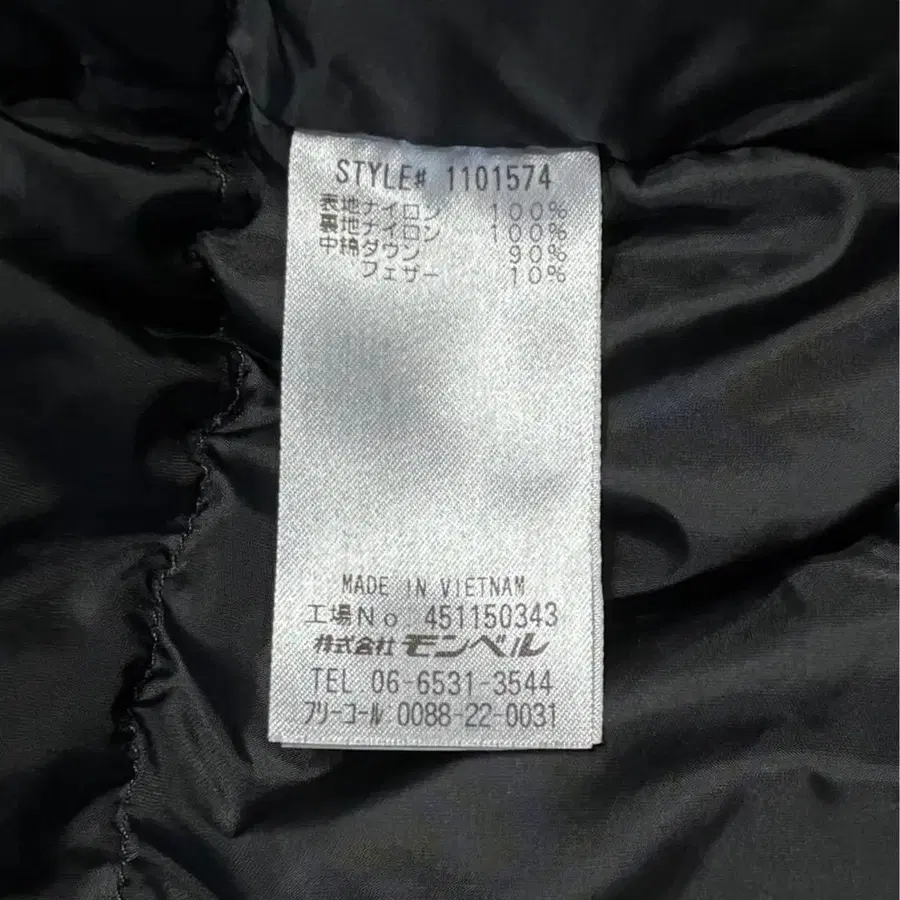 STYLE# 1101574
表地ナイロン 100%
裏地ナイロン 100%
中綿ダウン 90%
フェザー 10%
MADE IN VIETNAM
工場No. 451150343
株式会社 モンベル
TEL.06-6531-3544
フリーコール 0088-22-0031